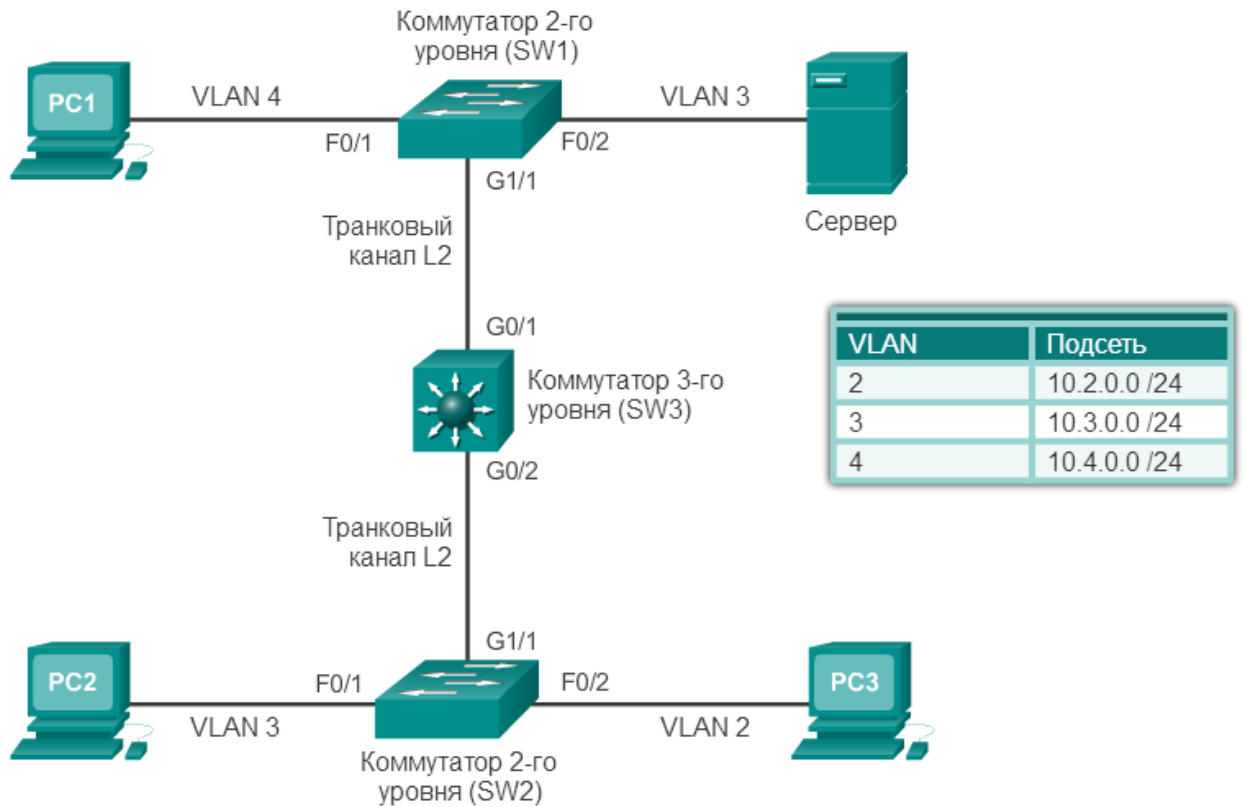 Коммутатор 2-го
уровня (SW1)
PC1
VLAN 4
VLAN 3
F0/1
F0/2
G1/1
Сервер
Транковый
канал L2
G0/1
Коммутатор 3-го
уровня (SW3)
G0/2
VLAN Подсеть
2 10.2.0.0 /24
3 10.3.0.0 /24
4 10.4.0.0 /24
Транковый
канал L2
G1/1
PC2
F0/1
F0/2
PC3
VLAN 3
VLAN 2
Коммутатор 2-го
уровня (SW2)